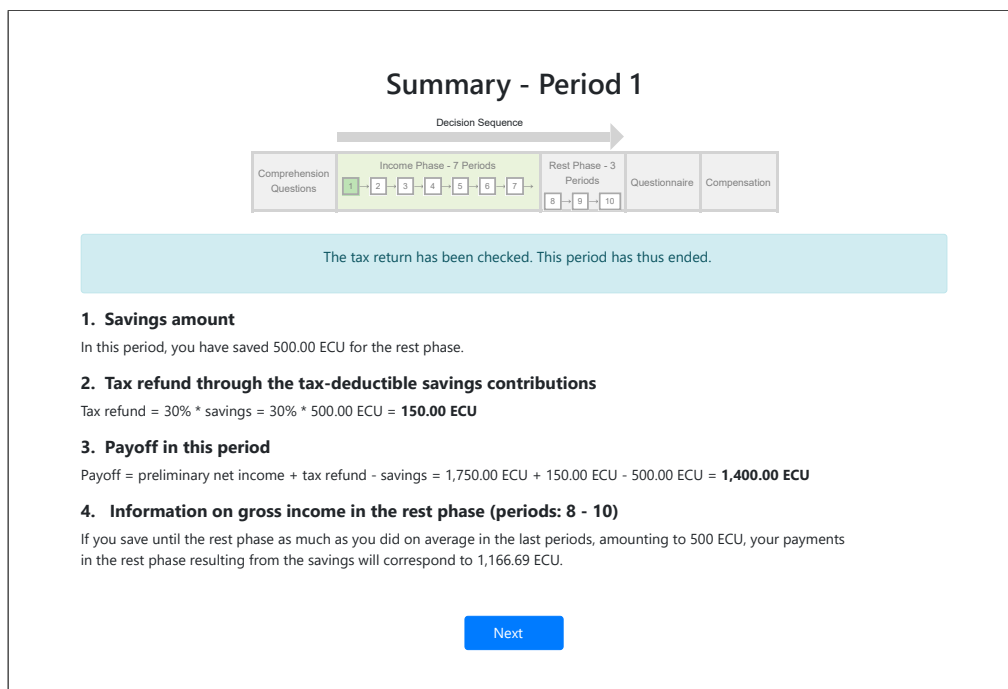 Summary - Period 1
Decision Sequence
Comprehension
Questions
Income Phase - 7 Periods
1 → 2 → 3 → 4 → 5 → 6 → 7 →
Rest Phase - 3
Periods
8 → 9 → 10
Questionnaire
Compensation
The tax return has been checked. This period has thus ended.
1. Savings amount
In this period, you have saved 500.00 ECU for the rest phase.
2. Tax refund through the tax-deductible savings contributions
Tax refund = 30% * savings = 30% * 500.00 ECU = 150.00 ECU
3. Payoff in this period
Payoff = preliminary net income + tax refund - savings = 1,750.00 ECU + 150.00 ECU - 500.00 ECU = 1,400.00 ECU
4. Information on gross income in the rest phase (periods: 8 - 10)
If you save until the rest phase as much as you did on average in the last periods, amounting to 500 ECU, your payments
in the rest phase resulting from the savings will correspond to 1,166.69 ECU.
Next